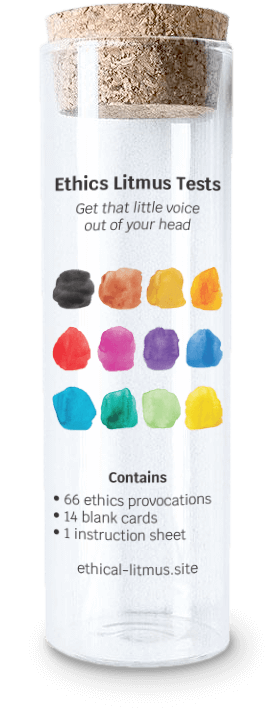 Ethics Litmus Tests
Get that little voice
out of your head
Contains
• 66 ethics provocations
• 14 blank cards
• 1 instruction sheet
ethical-litmus.site